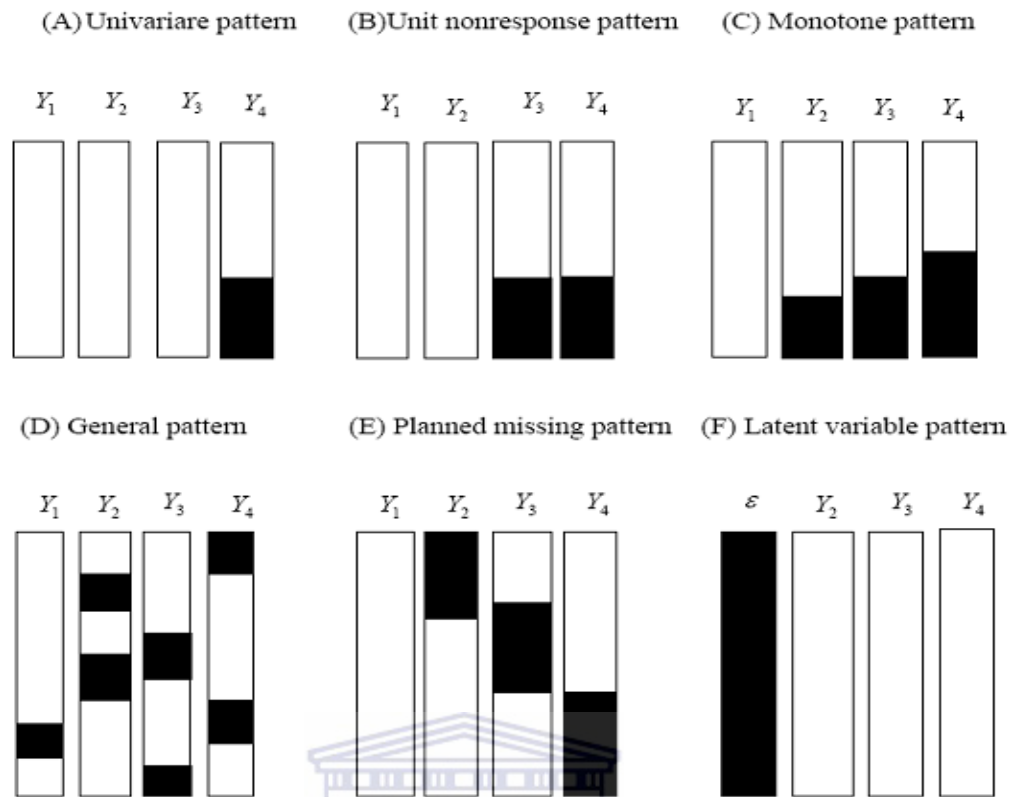 (A) Univariare pattern (B)Unit nonresponse pattern (C) Monotone pattern
Y₁ Y₂ Y₃ Y₄ Y₁ Y₂ Y₃ Y₄ Y₁ Y₂ Y₃ Y₄
(D) General pattern (E) Planned missing pattern (F) Latent variable pattern
Y₁ Y₂ Y₃ Y₄ Y₁ Y₂ Y₃ Y₄ ε Y₂ Y₃ Y₄